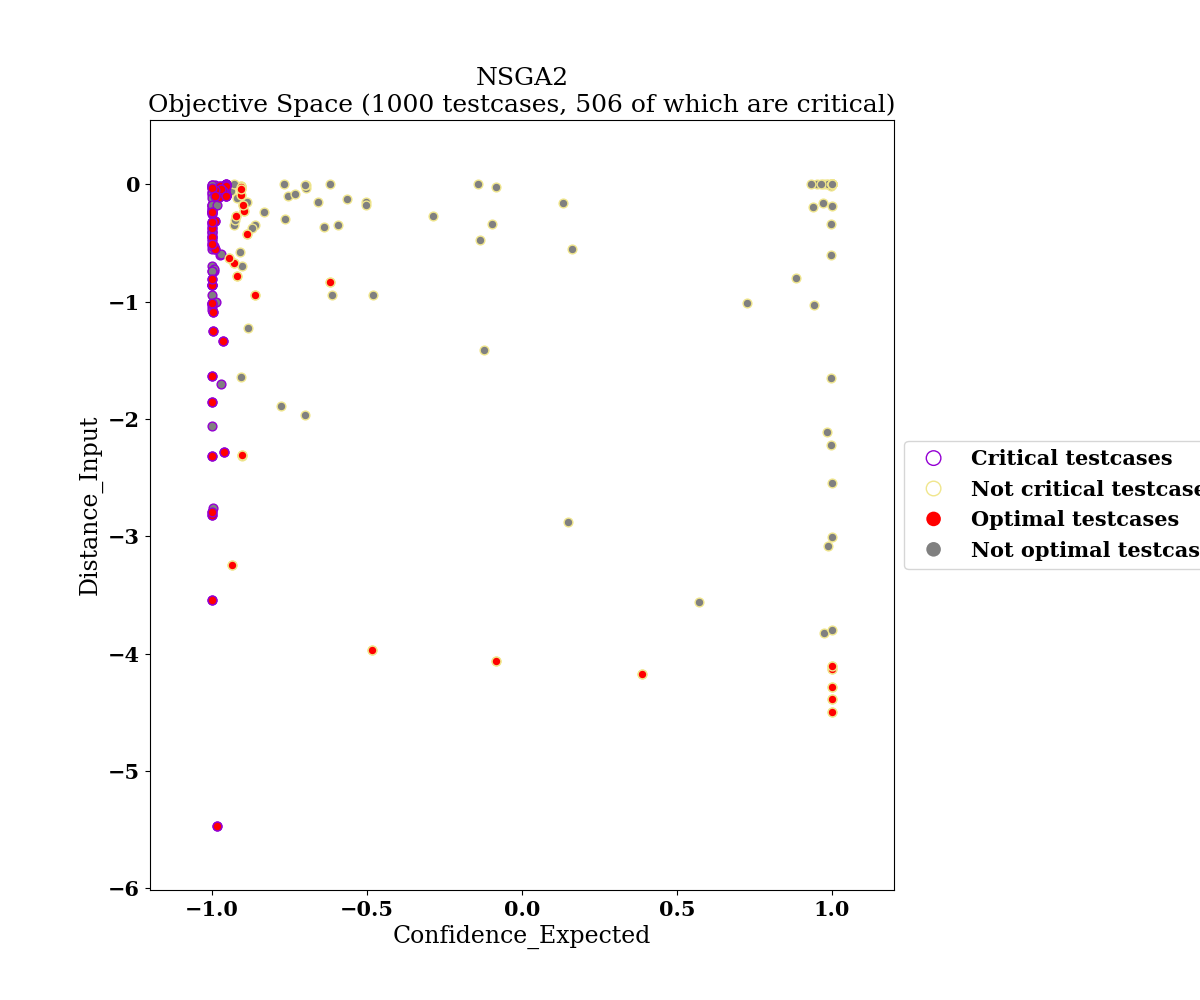 NSGA2
Objective Space (1000 testcases, 506 of which are critical)
0
−1
−2
−3
−4
−5
−6
Distance_Input
−1.0
−0.5
0.0
0.5
1.0
Confidence_Expected
Critical testcases
Not critical testcase
Optimal testcases
Not optimal testcas